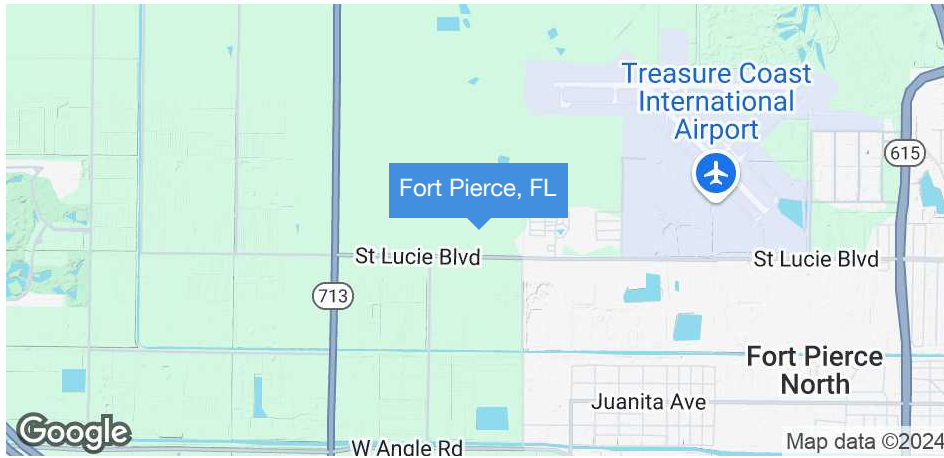 Treasure Coast
International
Airport
615
Fort Pierce, FL
St Lucie Blvd
St Lucie Blvd
713
Fort Pierce
North
Juanita Ave
Google
W Angle Rd
Map data ©2024